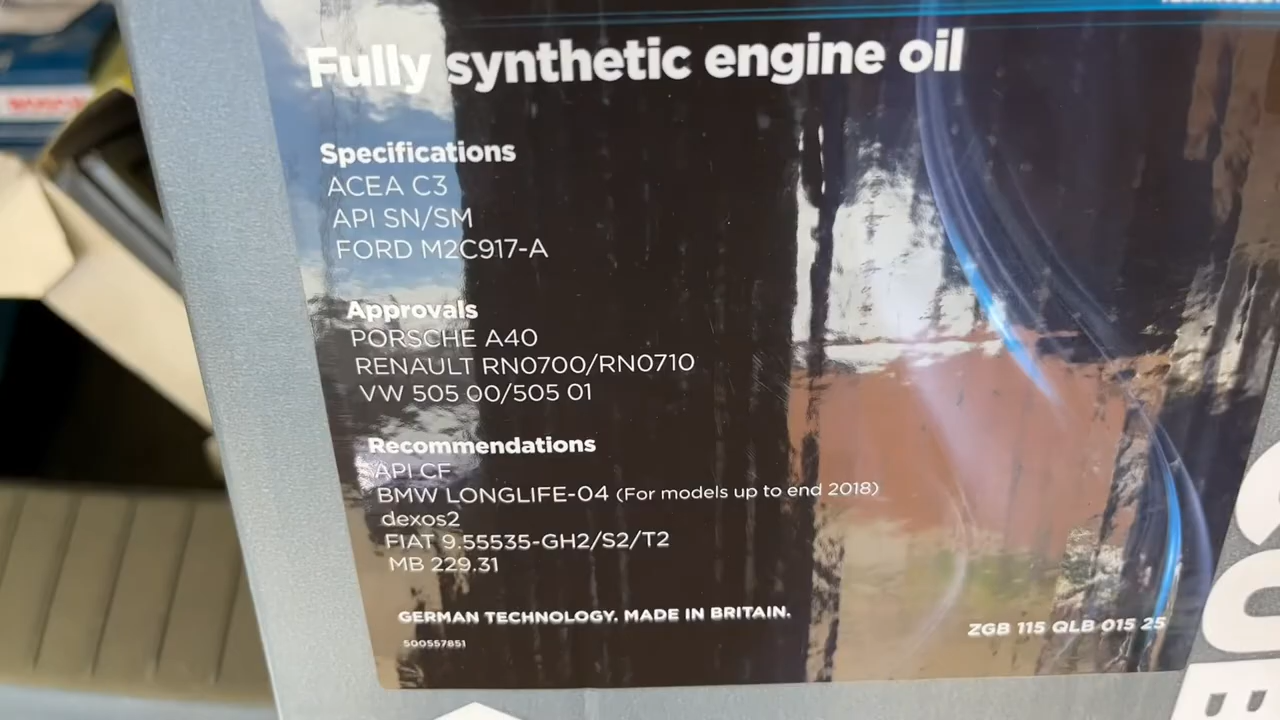 Fully synthetic engine oil
Specifications
ACEA C3
API SN/SM
FORD M2C917-A
Approvals
PORSCHE A40
RENAULT RN0700/RN0710
VW 505 00/505 01
Recommendations
API CF
BMW LONGLIFE-04 (For models up to end 2018)
dexos2
FIAT 9.55535-GH2/S2/T2
MB 229.31
GERMAN TECHNOLOGY. MADE IN BRITAIN.
500557851
ZGB 115 QLB 015 25